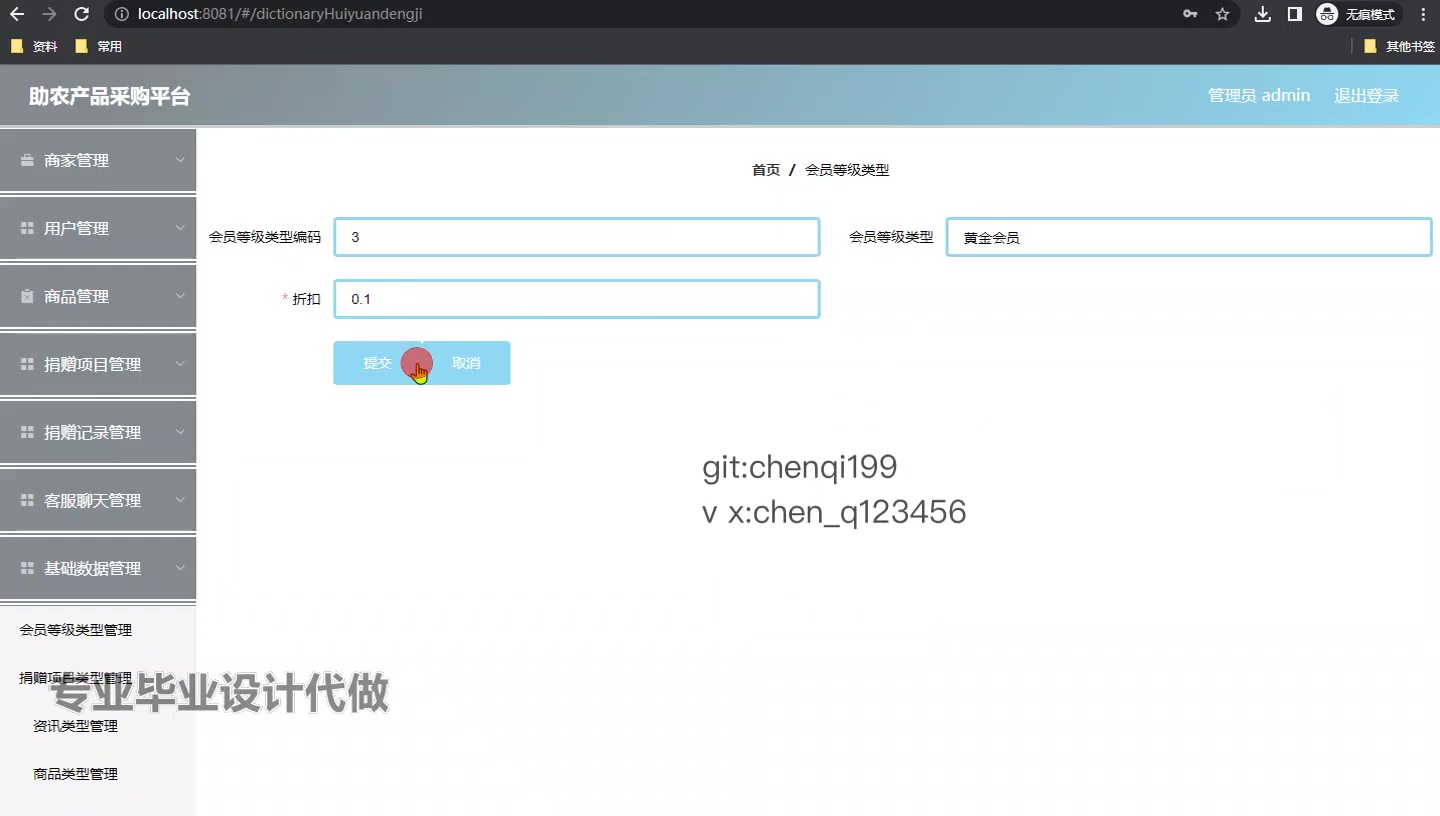 localhost:8081/#/dictionaryHuiyuandengji
无痕模式
资料
常用
其他书签
助农产品采购平台
管理员 admin
退出登录
商家管理
用户管理
商品管理
捐赠项目管理
捐赠记录管理
客服聊天管理
基础数据管理
会员等级类型管理
捐赠项目类型管理
资讯类型管理
商品类型管理
首页 / 会员等级类型
会员等级类型编码
3
会员等级类型
黄金会员
* 折扣
0.1
提交
取消
git:chenqi199
v x:chen_q123456
专业毕业设计代做